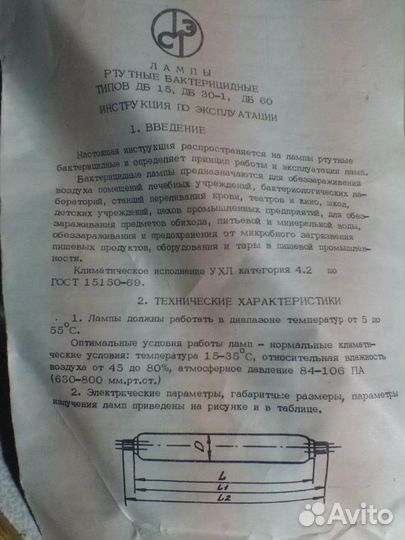 СЭТ
ЛАМПЫ
РТУТНЫЕ БАКТЕРИЦИДНЫЕ
ТИПОВ ДБ 15, ДБ 30-1, ДБ 60
ИНСТРУКЦИЯ ПО ЭКСПЛУАТАЦИИ
1. ВВЕДЕНИЕ
Настоящая инструкция распространяется на лампы ртутные
бактерицидные и определяет принцип работы и эксплуатация ламп.
Бактерицидные лампы предназначаются для обеззараживания
воздуха помещений лечебных учреждений, бактериологических ла-
бораторий, станций переливания крови, театров и кино, школ,
детских учреждений, цехов промышленных предприятий, для обез-
зараживания предметов обихода, питьевой и минеральной воды,
обеззараживания и предохранения от микробного загрязнения
пищевых продуктов, оборудования и тары в пищевой промышлен-
ности.
Климатическое исполнение УХЛ категория 4.2 по
ГОСТ 15150-69.
2. ТЕХНИЧЕСКИЕ ХАРАКТЕРИСТИКИ
1. Лампы должны работать в диапазоне температур от 5 до
55°С.
Оптимальные условия работы ламп - нормальные климати-
ческие условия: температура 15-35°С, относительная влажность
воздуха от 45 до 80%, атмосферное давление 84-106 ПА
(630-800 мм.рт.ст.)
2. Электрические параметры, габаритные размеры, параметры
излучения ламп приведены на рисунке и в таблице.
D
L
L1
L2
Avito